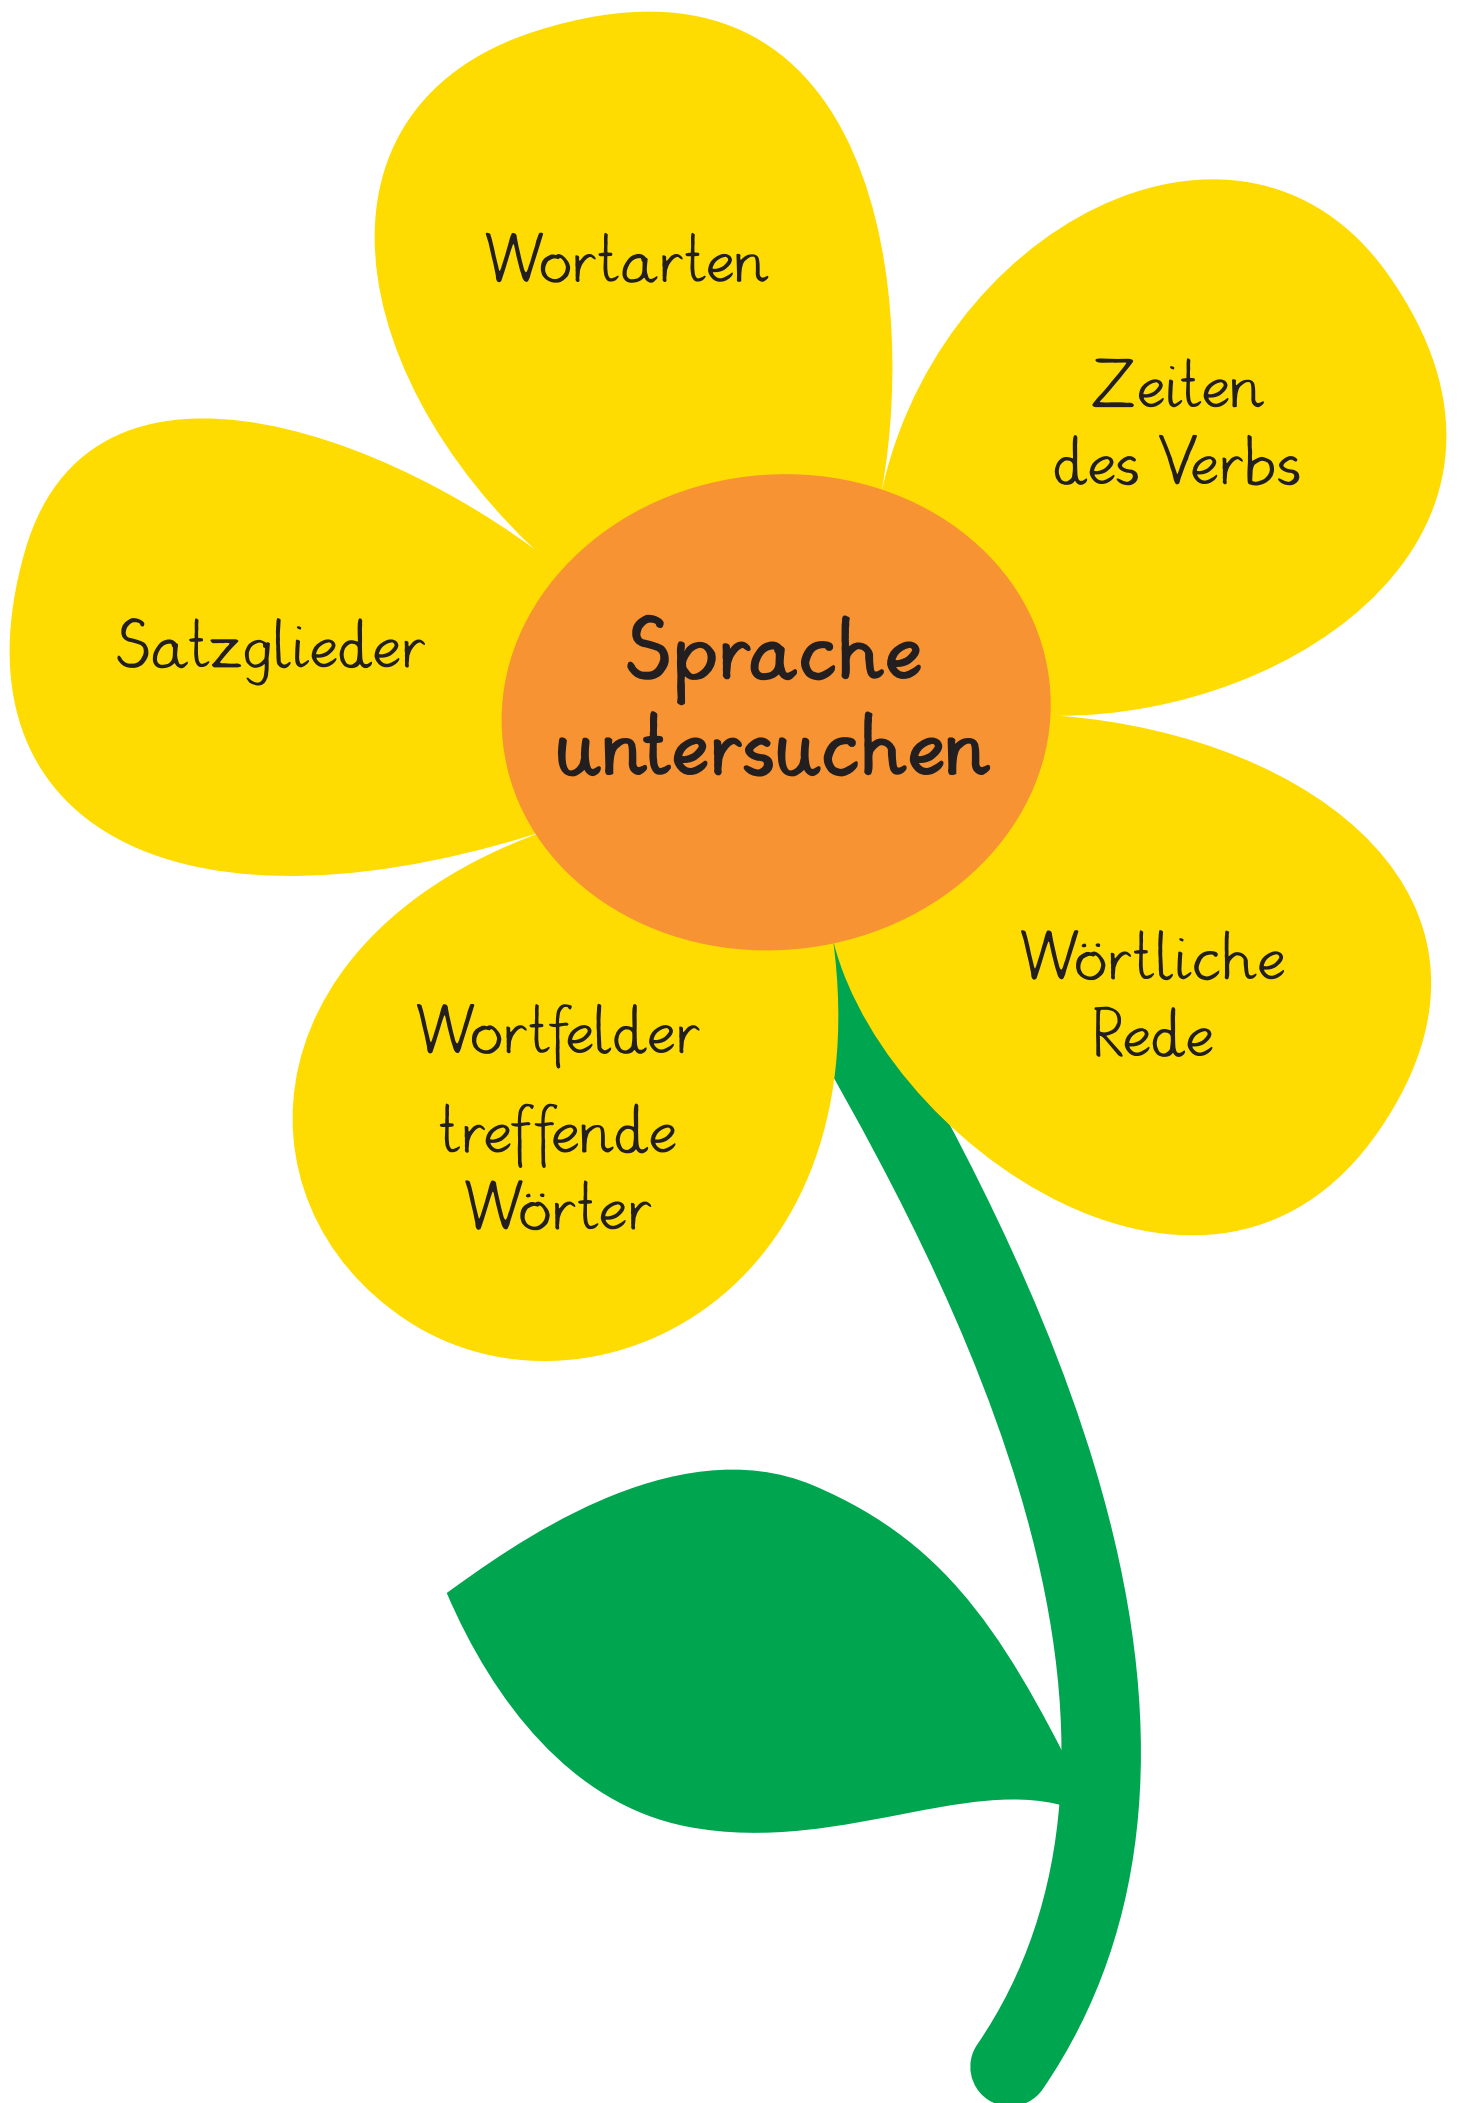 Wortarten
Zeiten
des Verbs
Satzglieder
Sprache
untersuchen
Wörtliche
Rede
Wortfelder
treffende
Wörter